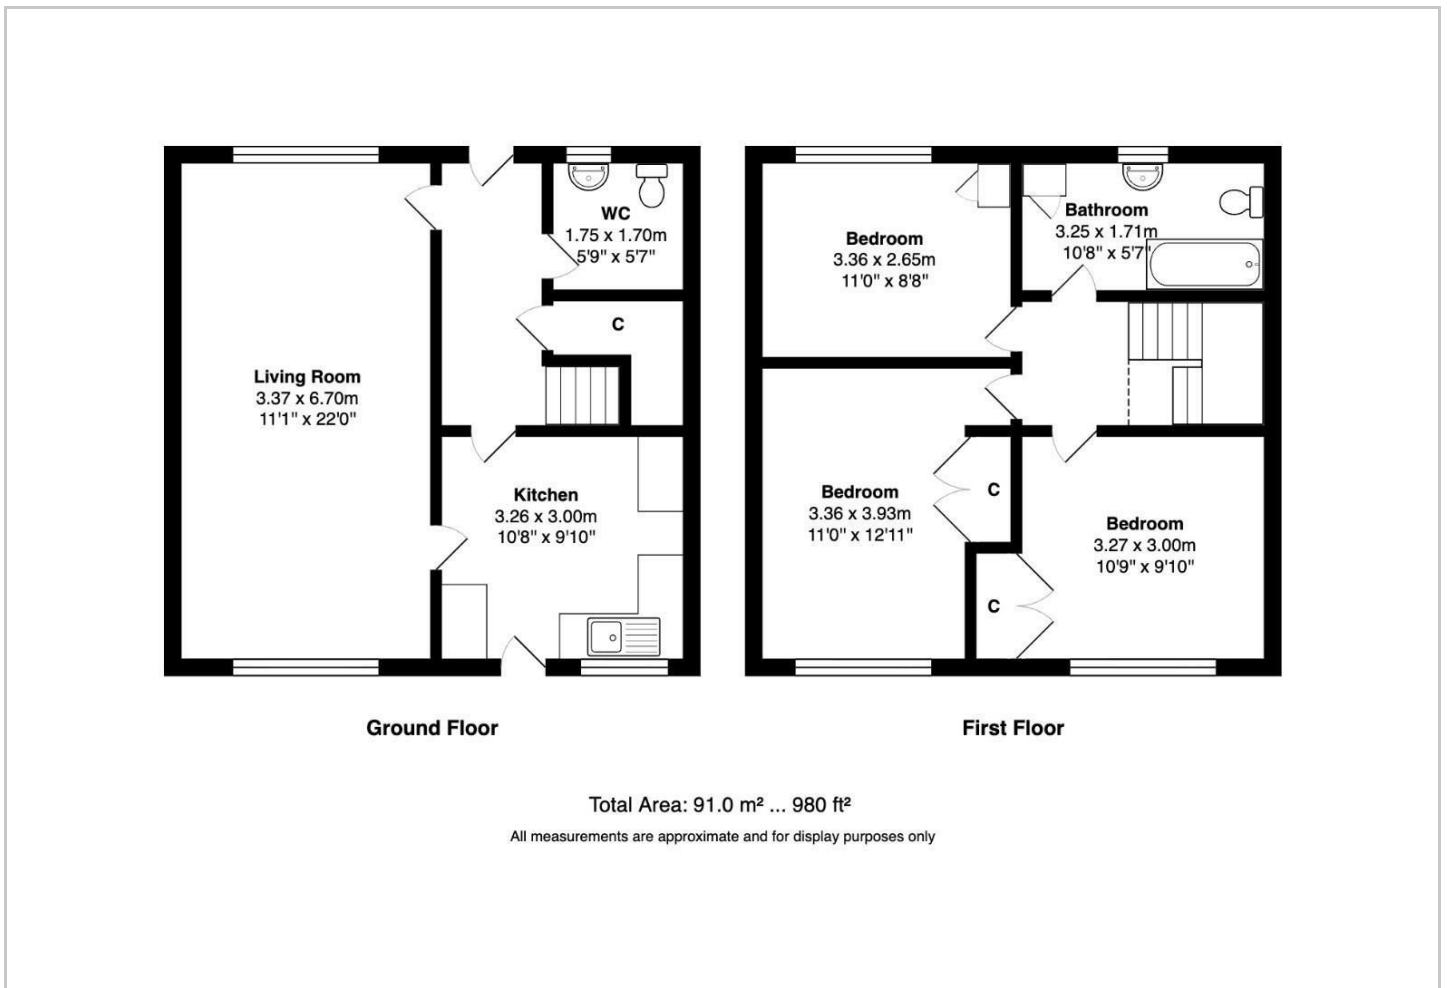 WC
1.75 x 1.70m
5'9" x 5'7"
C
Living Room
3.37 x 6.70m
11'1" x 22'0"
Kitchen
3.26 x 3.00m
10'8" x 9'10"
Ground Floor
Bedroom
3.36 x 2.65m
11'0" x 8'8"
Bathroom
3.25 x 1.71m
10'8" x 5'7"
Bedroom
3.36 x 3.93m
11'0" x 12'11"
C
C
Bedroom
3.27 x 3.00m
10'9" x 9'10"
First Floor
Total Area: 91.0 m² ... 980 ft²
All measurements are approximate and for display purposes only